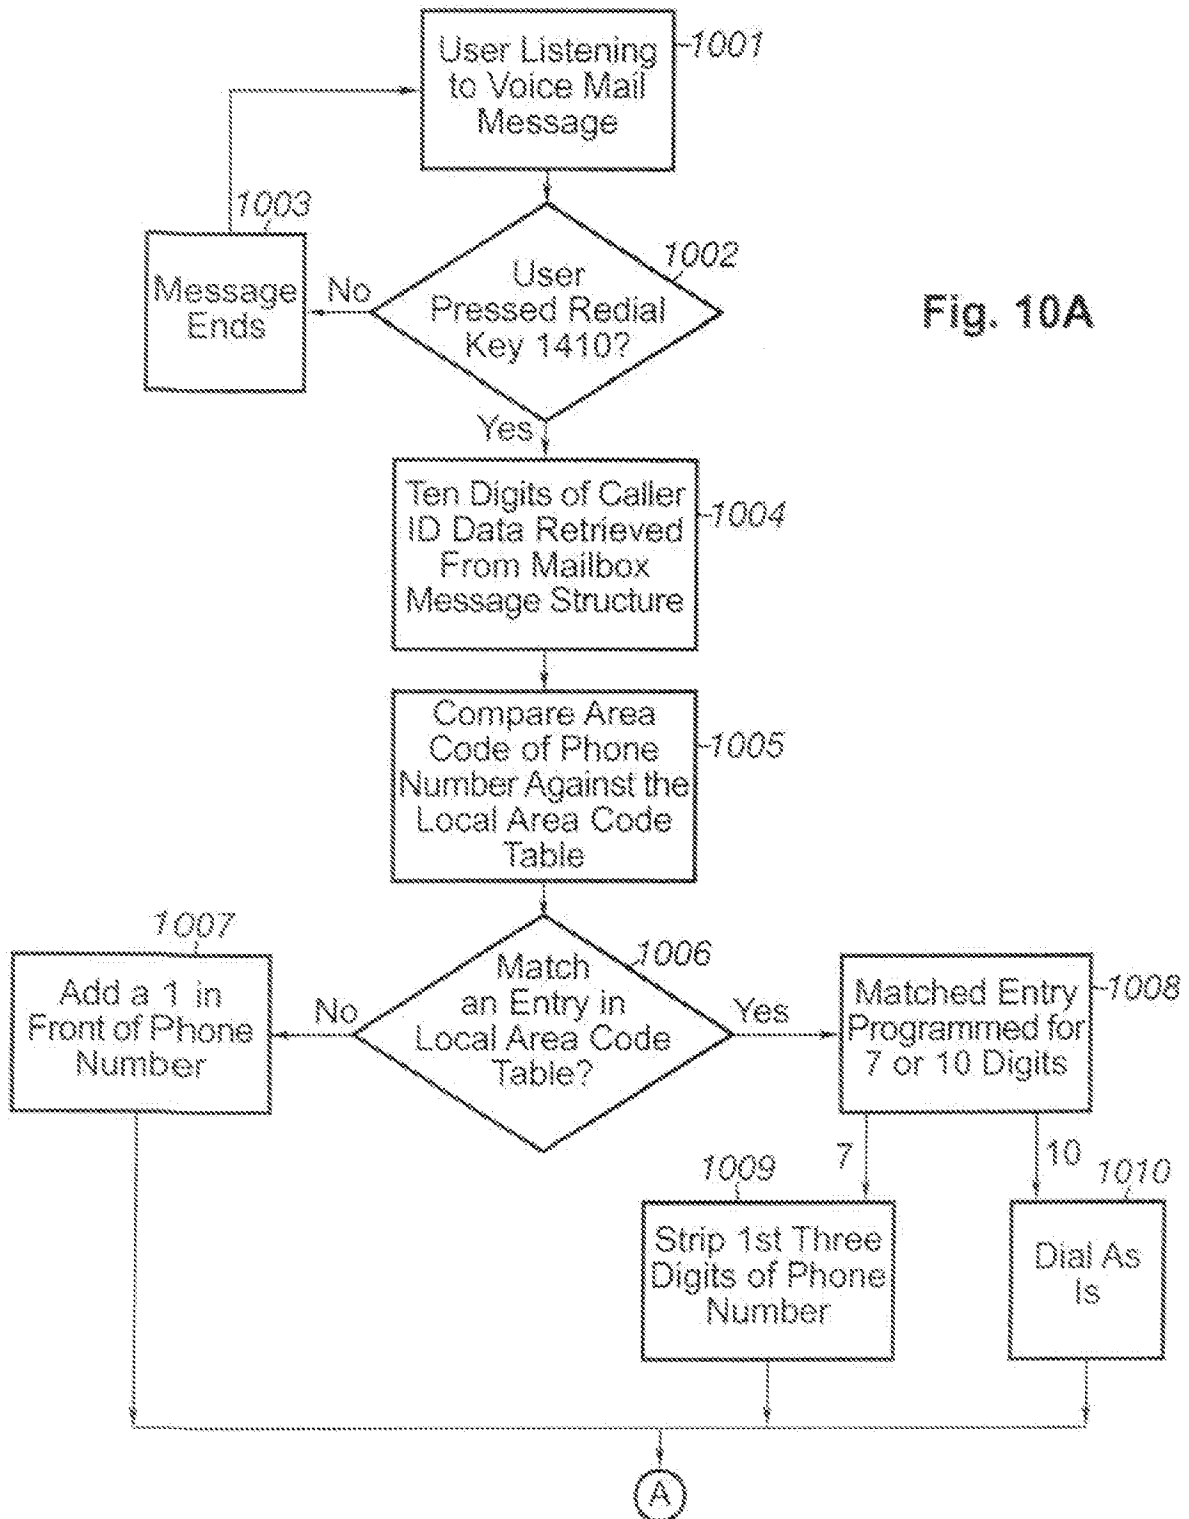 1001
User Listening
to Voice Mail
Message
1003
Message
Ends
No
1002
User
Pressed Redial
Key 1410?
Fig. 10A
Yes
1004
Ten Digits of Caller
ID Data Retrieved
From Mailbox
Message Structure
1005
Compare Area
Code of Phone
Number Against the
Local Area Code
Table
1007
Add a 1 in
Front of Phone
Number
No
1006
Match
an Entry in
Local Area Code
Table?
Yes
1008
Matched Entry
Programmed for
7 or 10 Digits
7
10
1009
Strip 1st Three
Digits of Phone
Number
1010
Dial As
Is
A